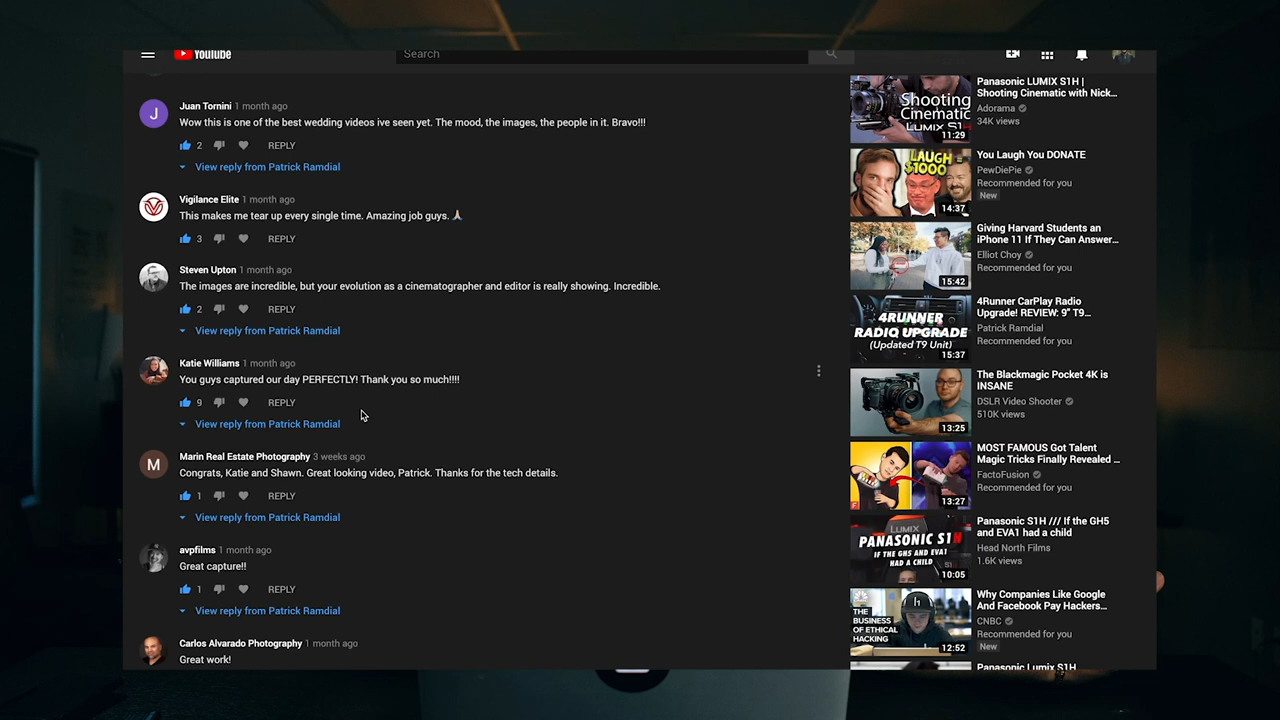 YouTube
Search
J
Juan Tornini 1 month ago
Wow this is one of the best wedding videos ive seen yet. The mood, the images, the people in it. Bravo!!!
2 REPLY
View reply from Patrick Ramdial
Vigilance Elite 1 month ago
This makes me tear up every single time. Amazing job guys. 🙏
3 REPLY
Steven Upton 1 month ago
The images are incredible, but your evolution as a cinematographer and editor is really showing. Incredible.
2 REPLY
View reply from Patrick Ramdial
Katie Williams 1 month ago
You guys captured our day PERFECTLY! Thank you so much!!!!
9 REPLY
View reply from Patrick Ramdial
M
Marin Real Estate Photography 3 weeks ago
Congrats, Katie and Shawn. Great looking video, Patrick. Thanks for the tech details.
1 REPLY
View reply from Patrick Ramdial
avpfilms 1 month ago
Great capture!!
1 REPLY
View reply from Patrick Ramdial
Carlos Alvarado Photography 1 month ago
Great work!
Shooting
Cinematic
LUMIX S1H
11:29
Panasonic LUMIX S1H |
Shooting Cinematic with Nick...
Adorama
34K views
LAUGH
$1000
14:37
You Laugh You DONATE
PewDiePie
Recommended for you
New
15:42
Giving Harvard Students an
iPhone 11 If They Can Answer...
Elliot Choy
Recommended for you
4RUNNER
RADIO UPGRADE
(Updated T9 Unit)
15:37
4Runner CarPlay Radio
Upgrade! REVIEW: 9" T9...
Patrick Ramdial
Recommended for you
13:25
The Blackmagic Pocket 4K is
INSANE
DSLR Video Shooter
510K views
13:27
MOST FAMOUS Got Talent
Magic Tricks Finally Revealed ...
FactoFusion
Recommended for you
LUMIX
PANASONIC S1H
IF THE GH5 AND EVA1
HAD A CHILD
10:05
Panasonic S1H /// If the GH5
and EVA1 had a child
Head North Films
1.6K views
THE
BUSINESS
OF ETHICAL
HACKING
12:52
Why Companies Like Google
And Facebook Pay Hackers...
CNBC
Recommended for you
New
Panasonic Lumix S1H